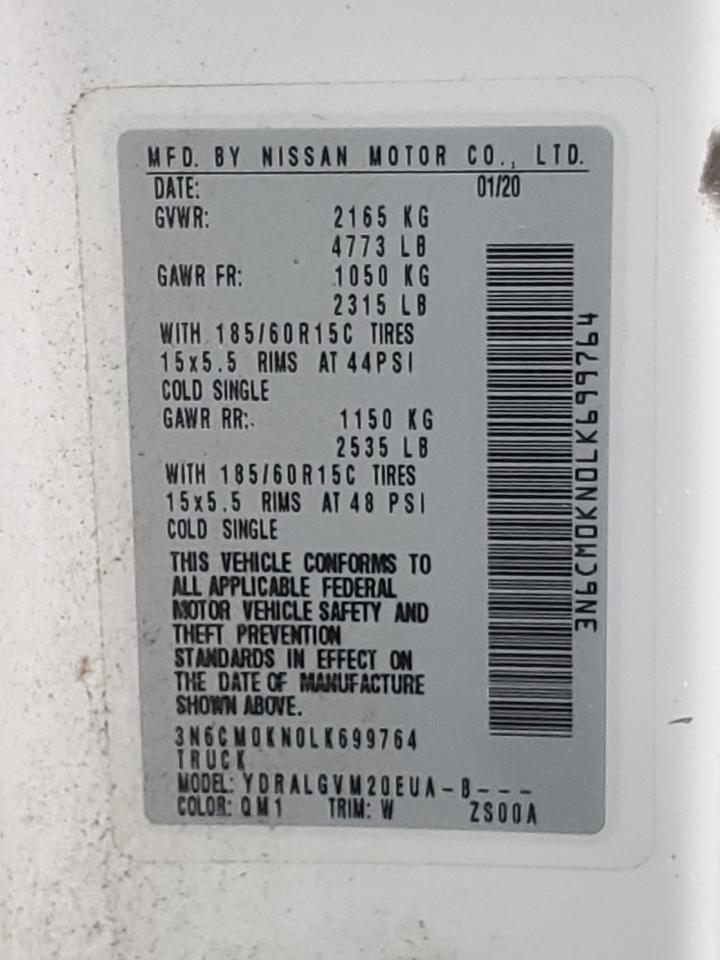 MFD. BY NISSAN MOTOR CO., LTD.
DATE: 01/20
GVWR: 2165 KG
4773 LB
GAWR FR: 1050 KG
2315 LB
WITH 185/60R15C TIRES
15x5.5 RIMS AT 44PSI
COLD SINGLE
GAWR RR: 1150 KG
2535 LB
WITH 185/60R15C TIRES
15x5.5 RIMS AT 48 PSI
COLD SINGLE
THIS VEHICLE CONFORMS TO
ALL APPLICABLE FEDERAL
MOTOR VEHICLE SAFETY AND
THEFT PREVENTION
STANDARDS IN EFFECT ON
THE DATE OF MANUFACTURE
SHOWN ABOVE.
3N6CM0KN0LK699764
TRUCK
MODEL: YDRALGVM20EUA-B---
COLOR: QM1 TRIM: W ZS00A
3N6CM0KN0LK699764